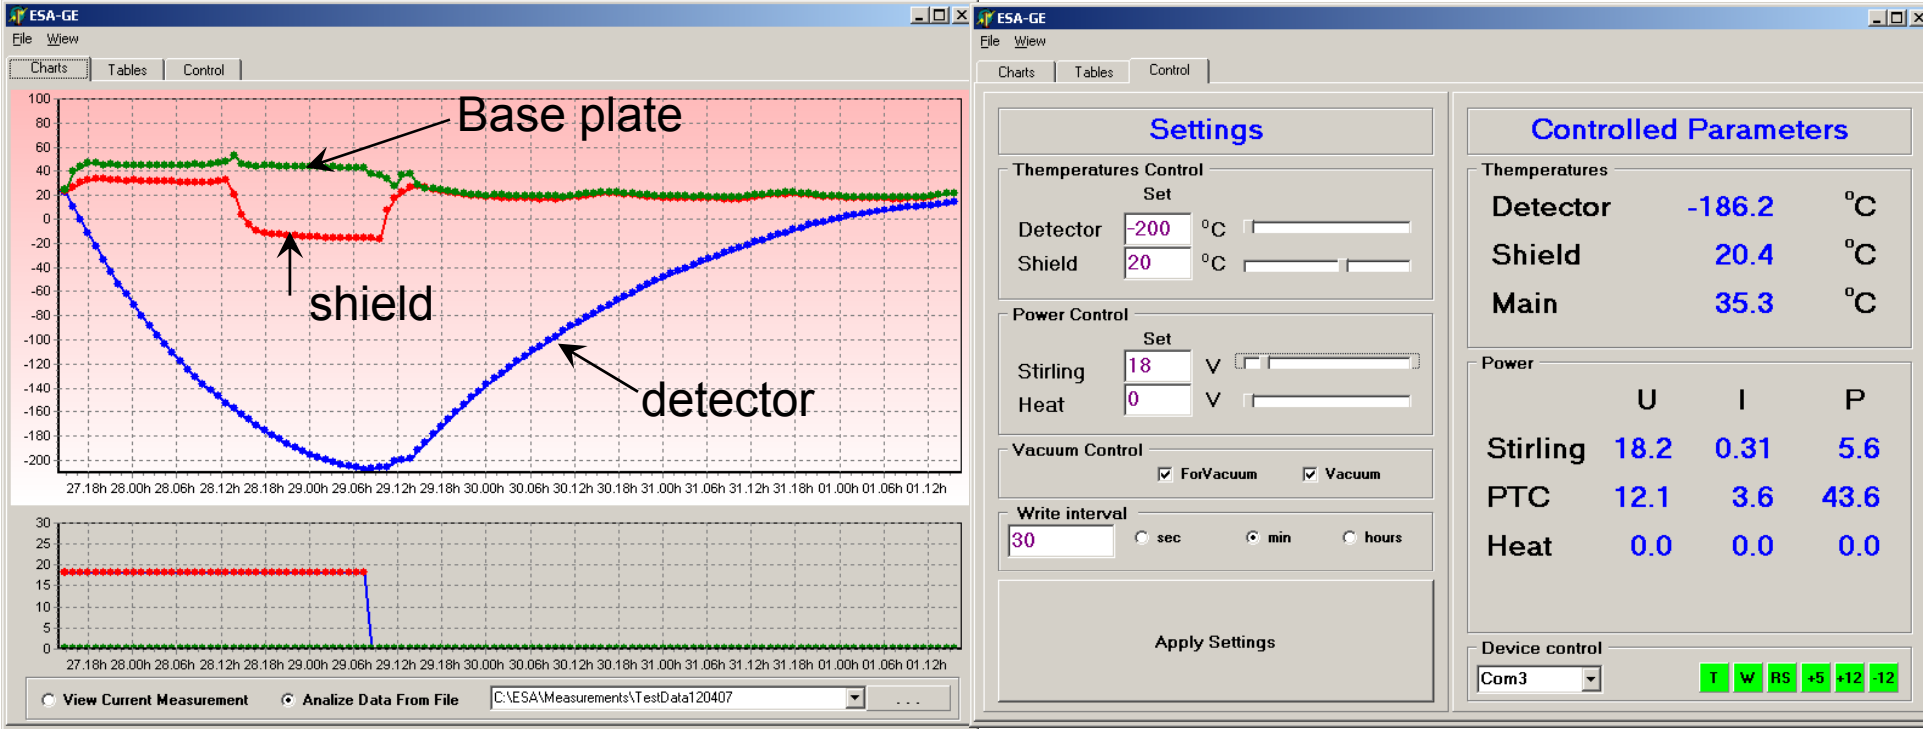 ESA-GE
File Wiew
Charts Tables Control
100
80
60
40
20
0
-20
-40
-60
-80
-100
-120
-140
-160
-180
-200
Base plate
shield
detector
27.18h 28.00h 28.06h 28.12h 28.18h 29.00h 29.06h 29.12h 29.18h 30.00h 30.06h 30.12h 30.18h 31.00h 31.06h 31.12h 31.18h 01.00h 01.06h 01.12h
30
25
20
15
10
5
0
27.18h 28.00h 28.06h 28.12h 28.18h 29.00h 29.06h 29.12h 29.18h 30.00h 30.06h 30.12h 30.18h 31.00h 31.06h 31.12h 31.18h 01.00h 01.06h 01.12h
View Current Measurement Analize Data From File C:\ESA\Measurements\TestData120407 ...
ESA-GE
File Wiew
Charts Tables Control
Settings
Themperatures Control
Set
Detector -200 °C
Shield 20 °C
Power Control
Set
Stirling 18 V
Heat 0 V
Vacuum Control
ForVacuum Vacuum
Write interval
30 sec min hours
Apply Settings
Controlled Parameters
Themperatures
Detector -186.2 °C
Shield 20.4 °C
Main 35.3 °C
Power
U I P
Stirling 18.2 0.31 5.6
PTC 12.1 3.6 43.6
Heat 0.0 0.0 0.0
Device control
Com3 T W RS +5 +12 -12